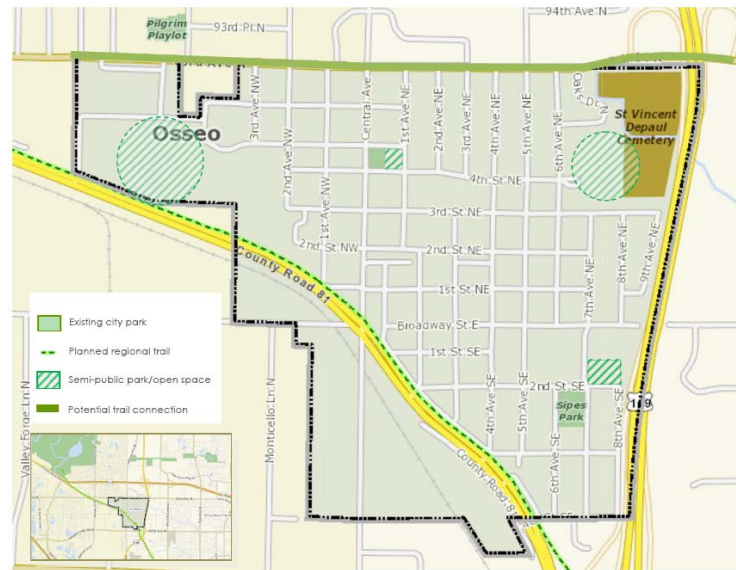 94th Ave N
Pilgrim
Playlot
93rd Pl N
Oaks Dr N
St Vincent
Depaul
Cemetery
Osseo
3rd Ave NW
2nd Ave NW
1st Ave NW
Central Ave
1st Ave NE
2nd Ave NE
3rd Ave NE
4th Ave NE
5th Ave NE
6th Ave NE
4th St NE
3rd St NE
2nd St NW
2nd St NE
8th Ave NE
9th Ave NE
County Road 81
1st St NE
7th Ave NE
Broadway St E
1st St SE
2nd St SE
Sipes
Park
4th Ave SE
5th Ave SE
6th Ave SE
8th Ave SE
169
County Road 81
Monticello Ln N
Valley Forge Ln N
Existing city park
Planned regional trail
Semi-public park/open space
Potential trail connection